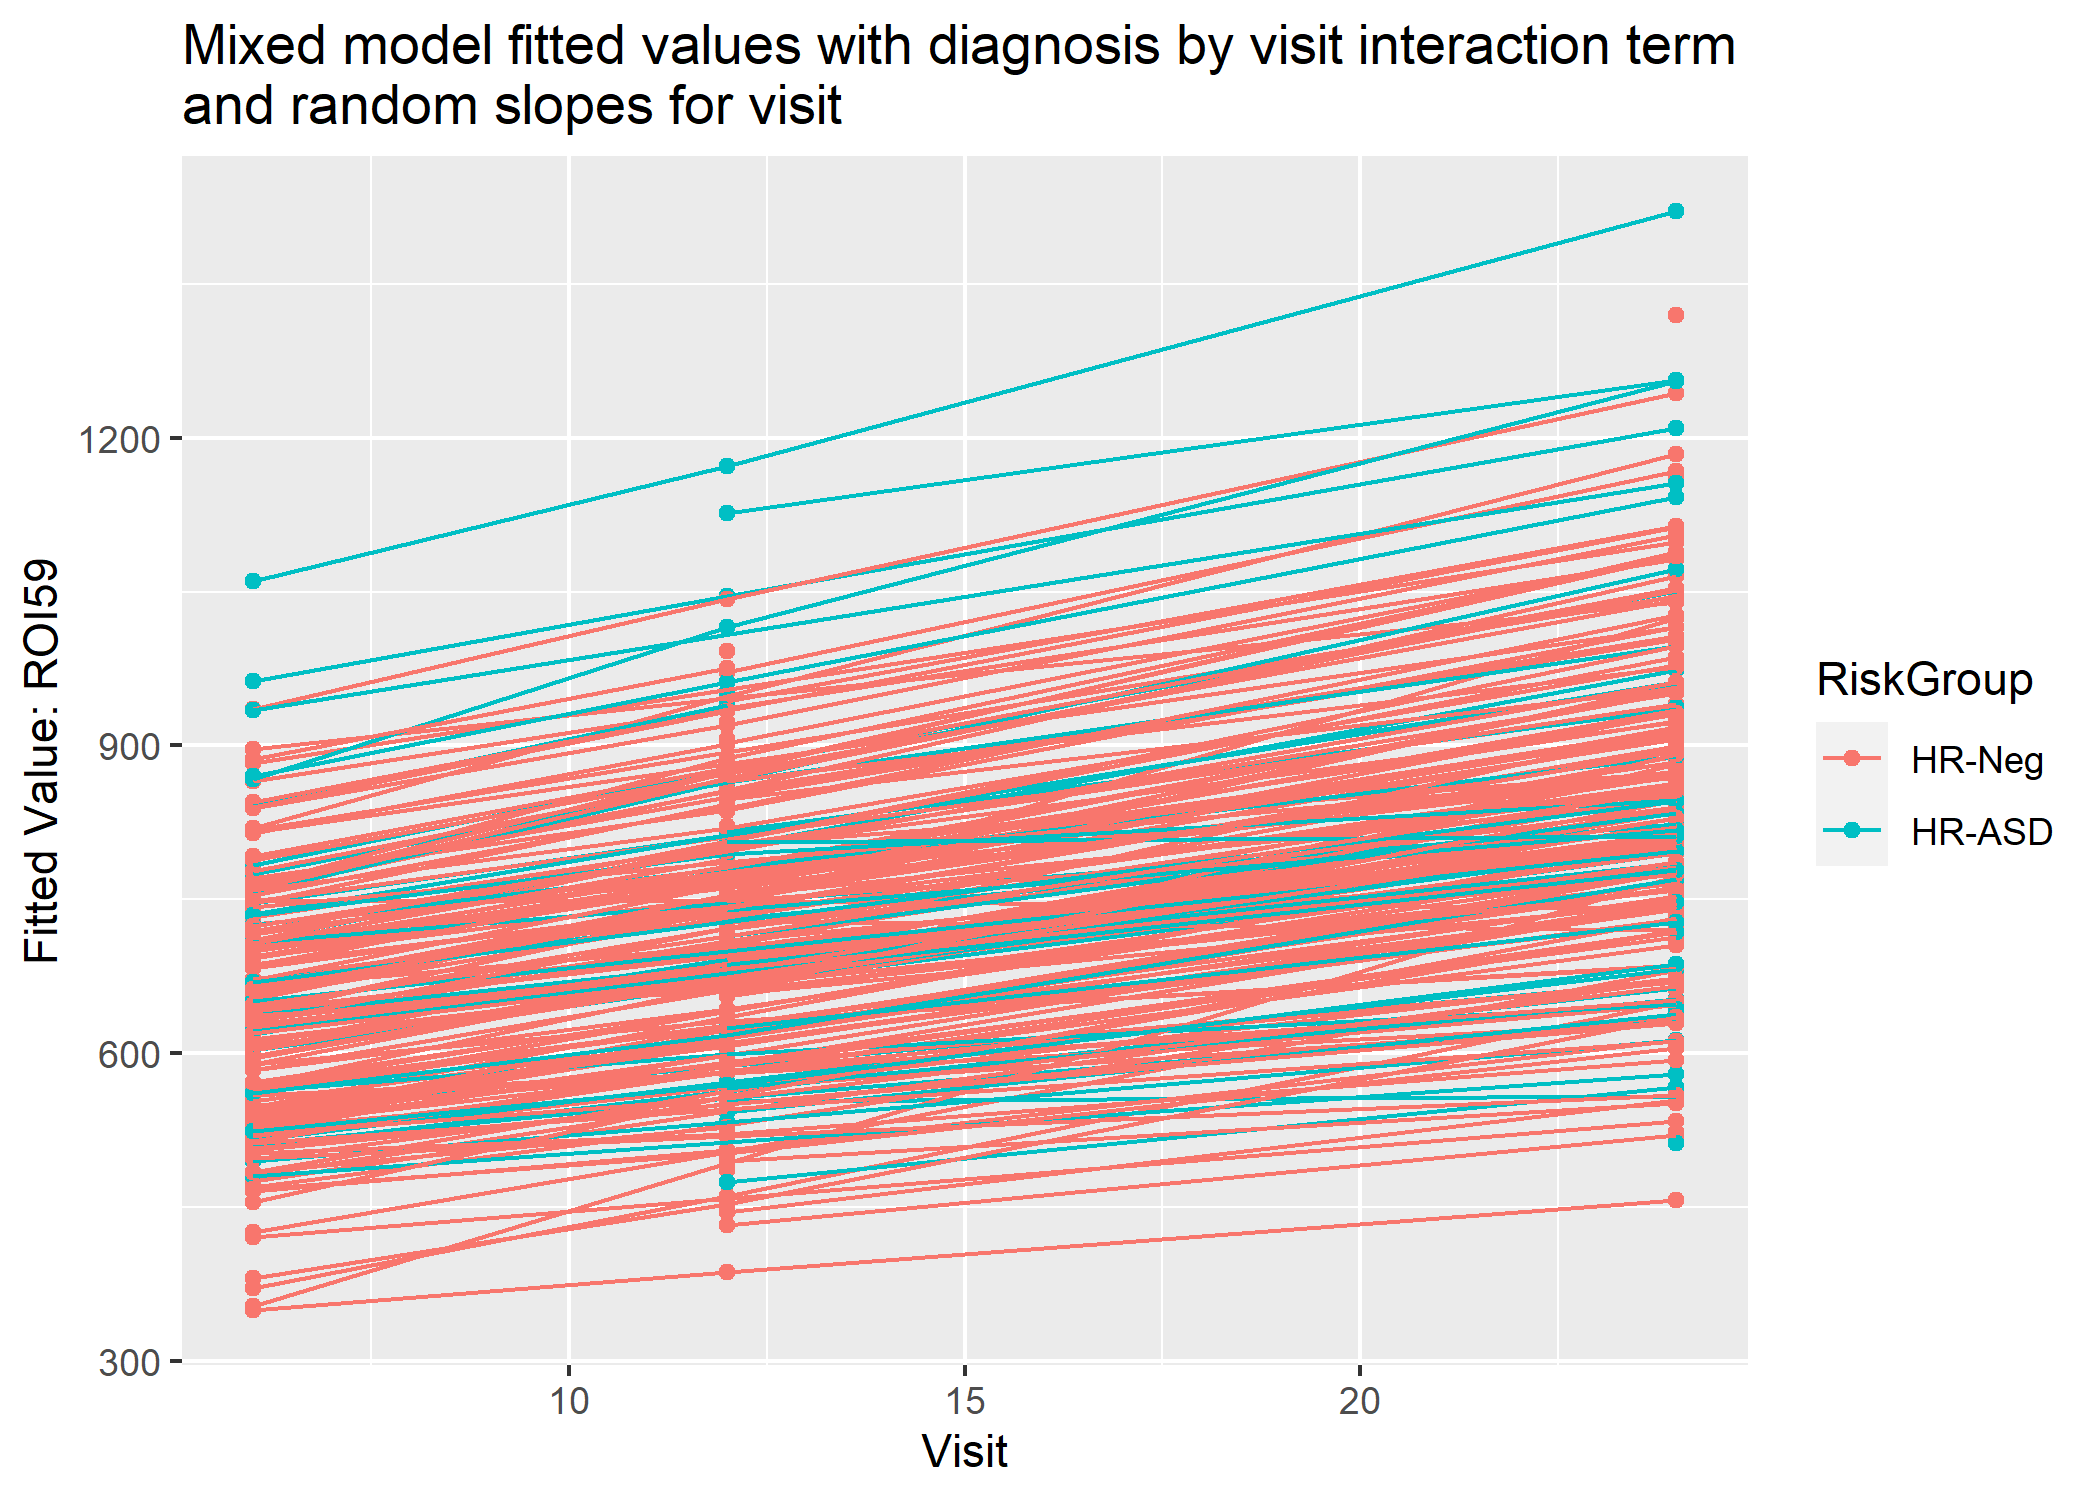 Mixed model fitted values with diagnosis by visit interaction term
and random slopes for visit
Fitted Value: ROI59
1200
900
600
300
10
15
20
Visit
RiskGroup
HR-Neg
HR-ASD